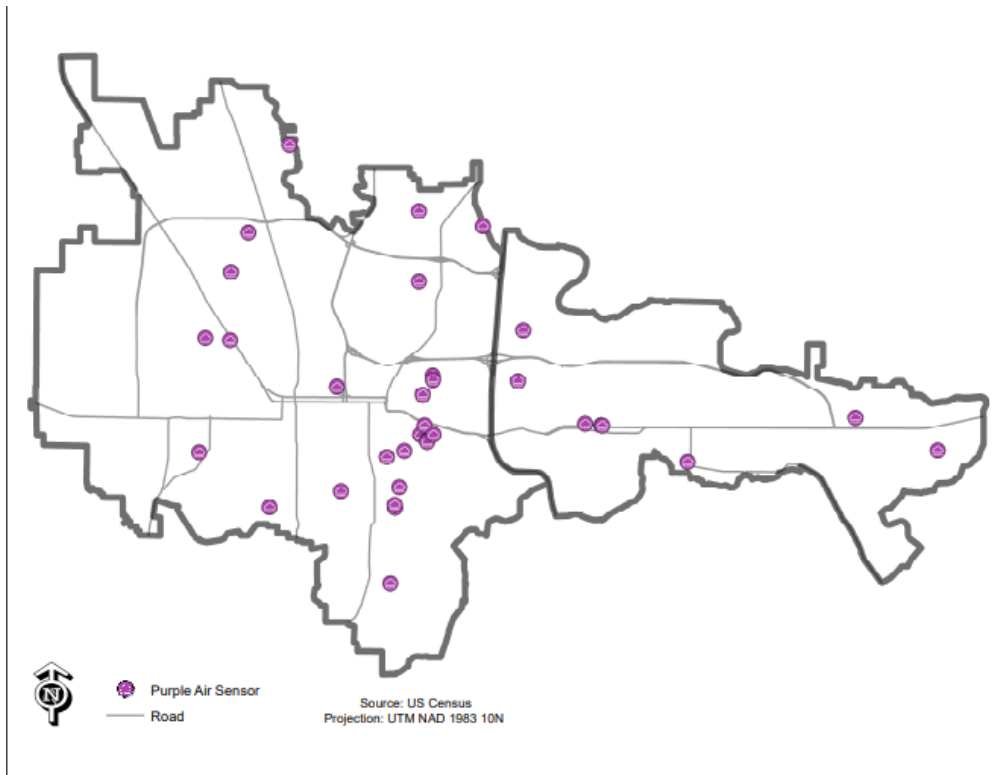 N
Purple Air Sensor
Road
Source: US Census
Projection: UTM NAD 1983 10N